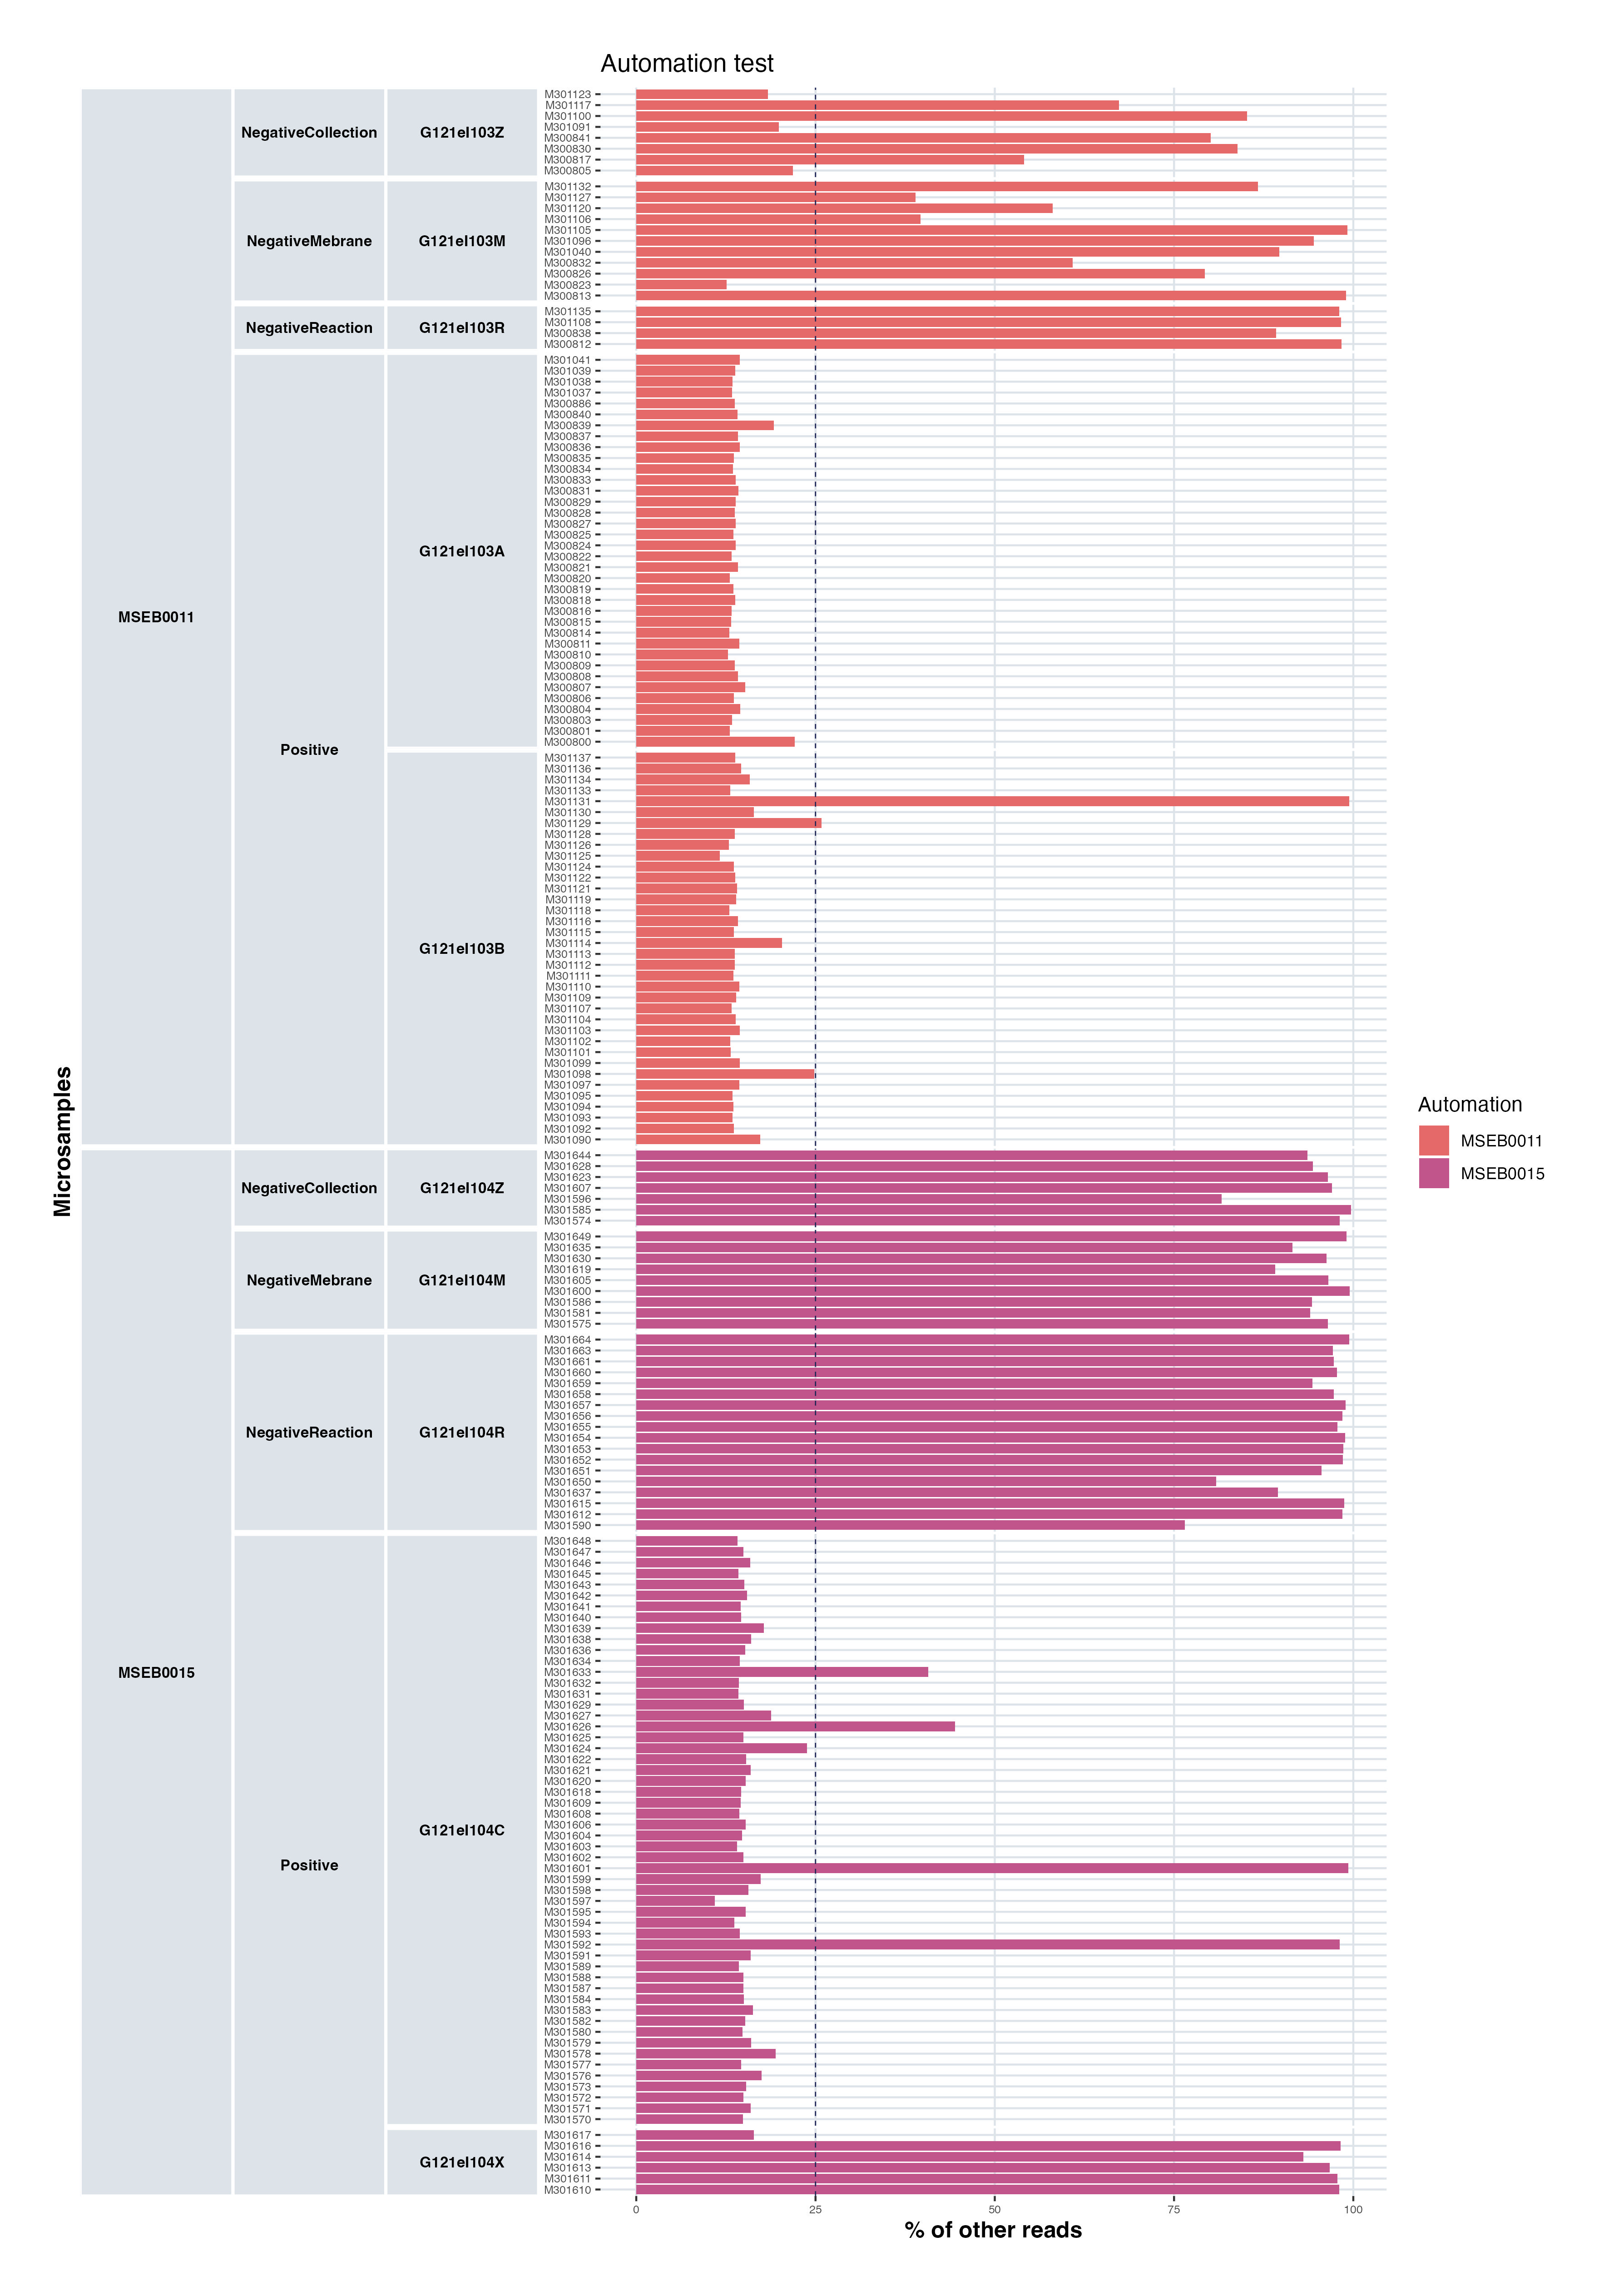 Automation test
Microsamples
MSEB0011
NegativeCollection
G121eI103Z
M301123
M301117
M301100
M301091
M300841
M300830
M300817
M300805
NegativeMebrane
G121eI103M
M301132
M301127
M301120
M301106
M301105
M301096
M301040
M300832
M300826
M300823
M300813
NegativeReaction
G121eI103R
M301135
M301108
M300838
M300812
Positive
G121eI103A
M301041
M301039
M301038
M301037
M300886
M300840
M300839
M300837
M300836
M300835
M300834
M300833
M300831
M300829
M300828
M300827
M300825
M300824
M300822
M300821
M300820
M300819
M300818
M300816
M300815
M300814
M300811
M300810
M300809
M300808
M300807
M300806
M300804
M300803
M300801
M300800
G121eI103B
M301137
M301136
M301134
M301133
M301131
M301130
M301129
M301128
M301126
M301125
M301124
M301122
M301121
M301119
M301118
M301116
M301115
M301114
M301113
M301112
M301111
M301110
M301109
M301107
M301104
M301103
M301102
M301101
M301099
M301098
M301097
M301095
M301094
M301093
M301092
M301090
MSEB0015
NegativeCollection
G121eI104Z
M301644
M301628
M301623
M301607
M301596
M301585
M301574
NegativeMebrane
G121eI104M
M301649
M301635
M301630
M301619
M301605
M301600
M301586
M301581
M301575
NegativeReaction
G121eI104R
M301664
M301663
M301661
M301660
M301659
M301658
M301657
M301656
M301655
M301654
M301653
M301652
M301651
M301650
M301637
M301615
M301612
M301590
Positive
G121eI104C
M301648
M301647
M301646
M301645
M301643
M301642
M301641
M301640
M301639
M301638
M301636
M301634
M301633
M301632
M301631
M301629
M301627
M301626
M301625
M301624
M301622
M301621
M301620
M301618
M301609
M301608
M301606
M301604
M301603
M301602
M301601
M301599
M301598
M301597
M301595
M301594
M301593
M301592
M301591
M301589
M301588
M301587
M301584
M301583
M301582
M301580
M301579
M301578
M301577
M301576
M301573
M301572
M301571
M301570
G121eI104X
M301617
M301616
M301614
M301613
M301611
M301610
0
25
50
75
100
% of other reads
Automation
MSEB0011
MSEB0015